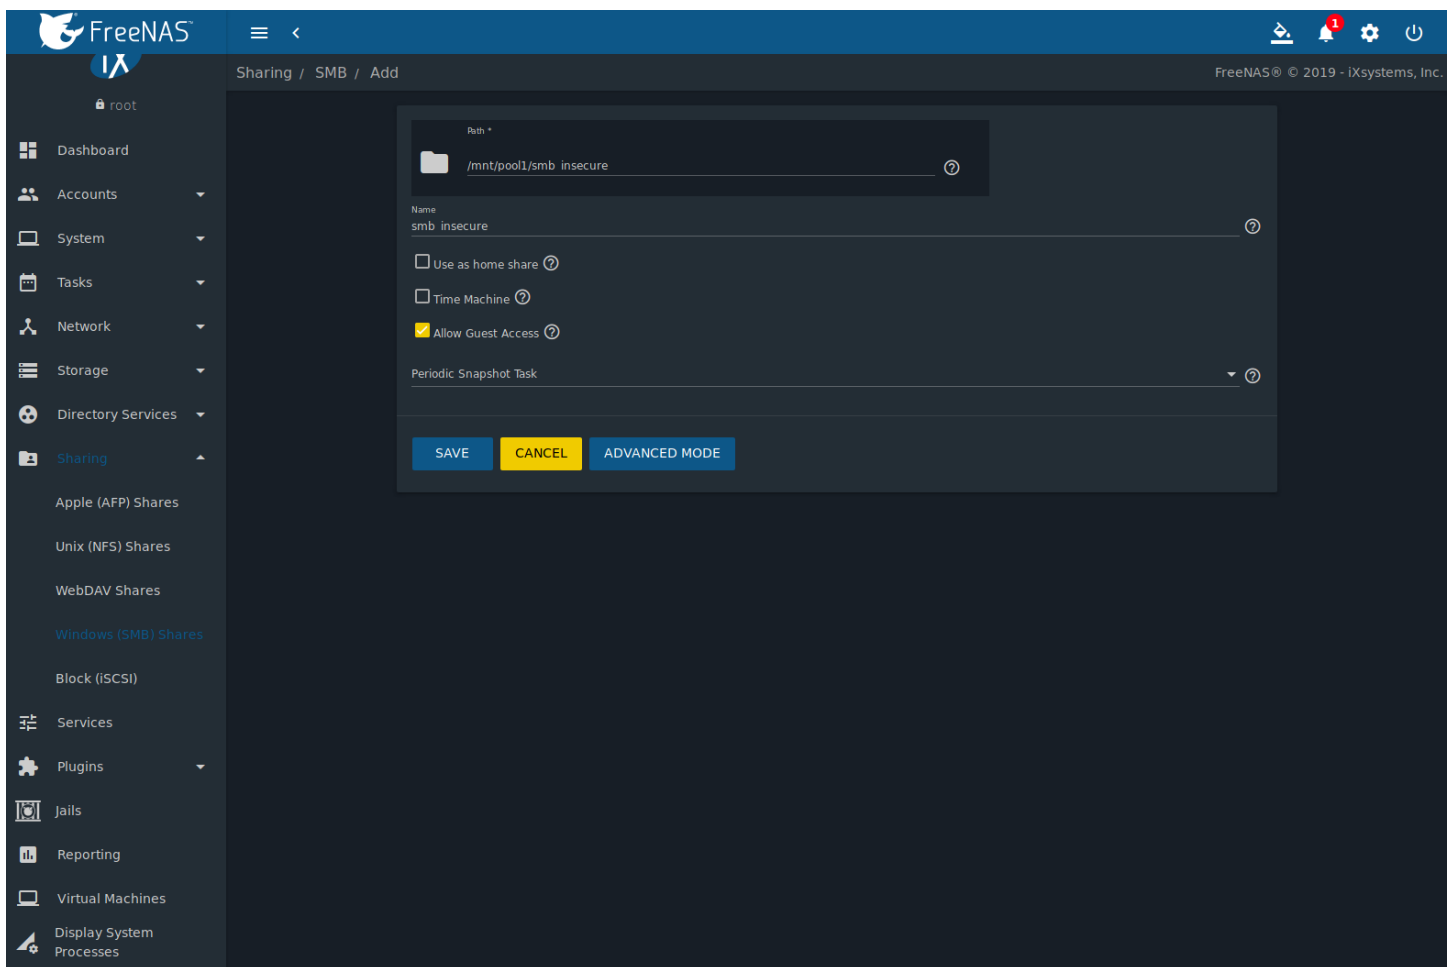 FreeNAS™
1
Sharing / SMB / Add
FreeNAS® © 2019 - iXsystems, Inc.
root
Dashboard
Accounts
System
Tasks
Network
Storage
Directory Services
Sharing
Apple (AFP) Shares
Unix (NFS) Shares
WebDAV Shares
Windows (SMB) Shares
Block (iSCSI)
Services
Plugins
Jails
Reporting
Virtual Machines
Display System
Processes
Path *
/mnt/pool1/smb_insecure
Name
smb_insecure
Use as home share
Time Machine
Allow Guest Access
Periodic Snapshot Task
SAVE
CANCEL
ADVANCED MODE